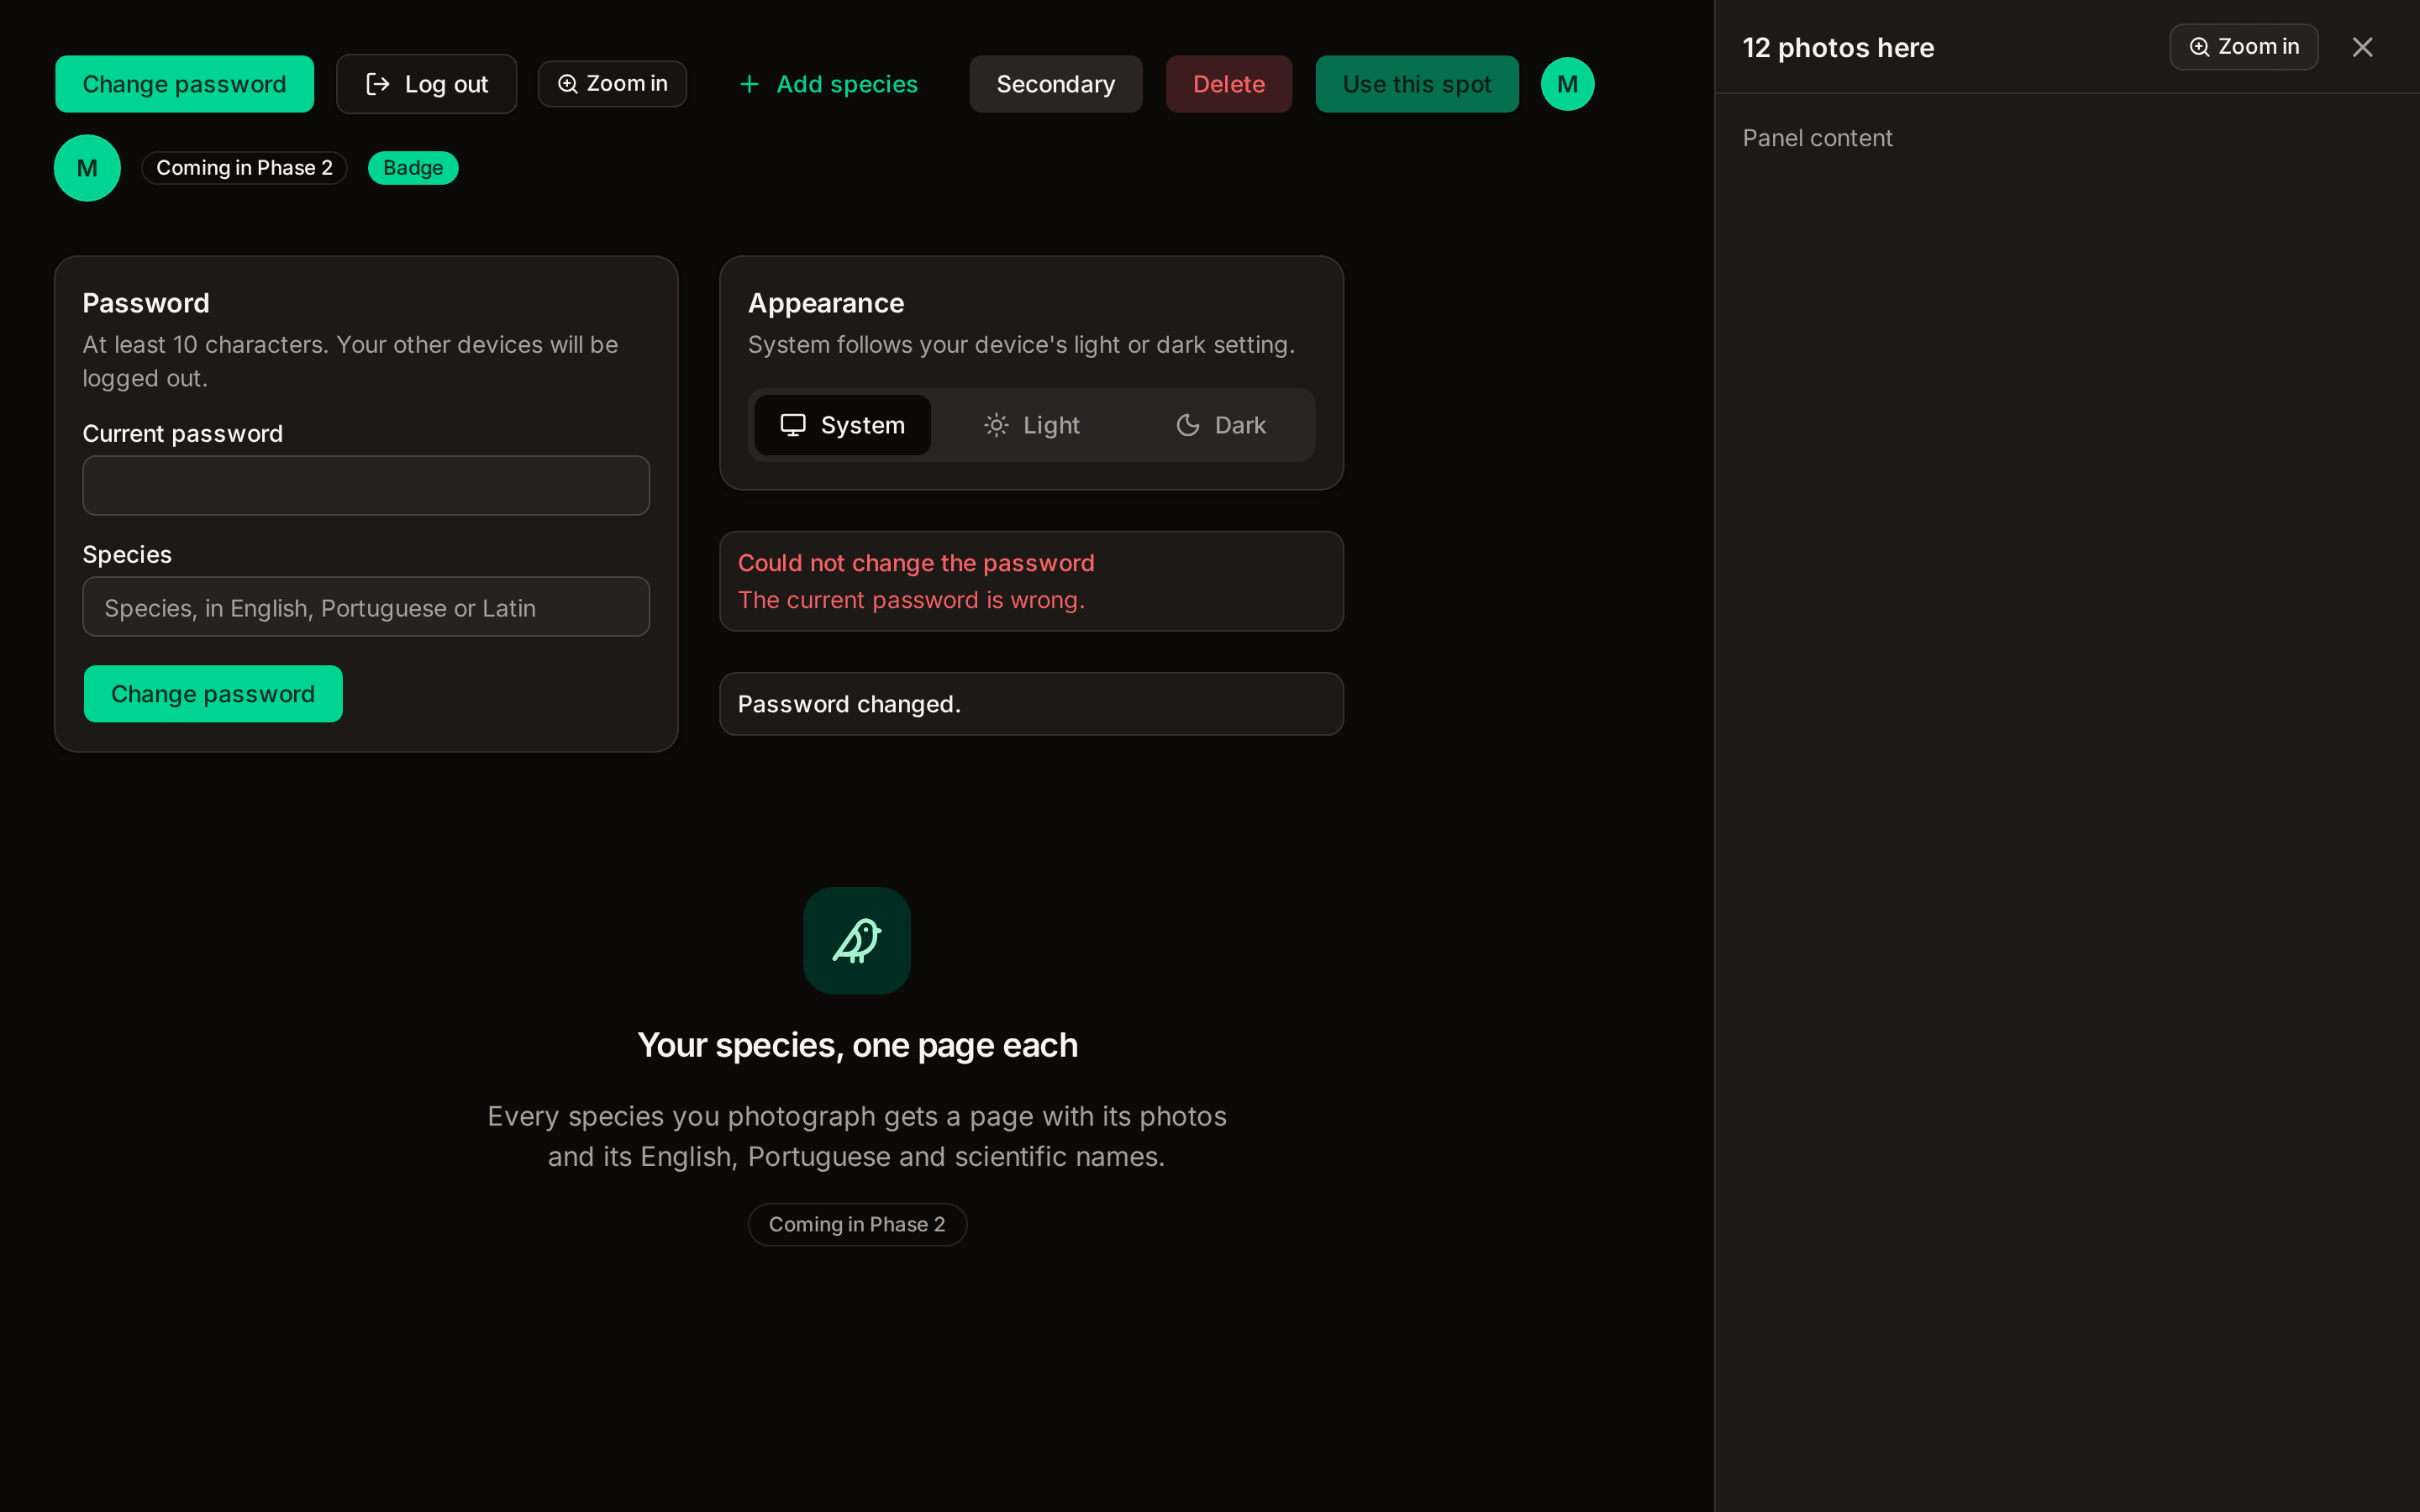 Change password
Log out
Zoom in
Add species
Secondary
Delete
Use this spot
M
M
Coming in Phase 2
Badge
Password
At least 10 characters. Your other devices will be
logged out.
Current password
Species
Species, in English, Portuguese or Latin
Change password
Appearance
System follows your device's light or dark setting.
System
Light
Dark
Could not change the password
The current password is wrong.
Password changed.
Your species, one page each
Every species you photograph gets a page with its photos
and its English, Portuguese and scientific names.
Coming in Phase 2
12 photos here
Zoom in
Panel content